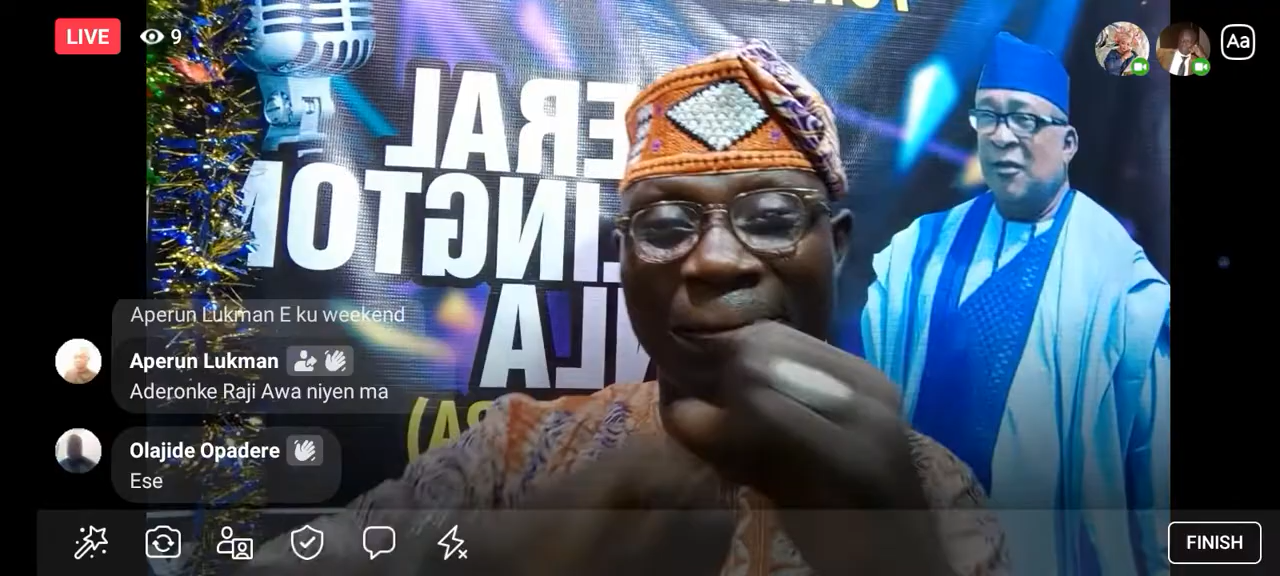 LIVE
9
Aa
ERAL
LINGTON
LA
Aperun Lukman E ku weekend
Aperun Lukman
Aderonke Raji Awa niyen ma
Olajide Opadere
Ese
FINISH